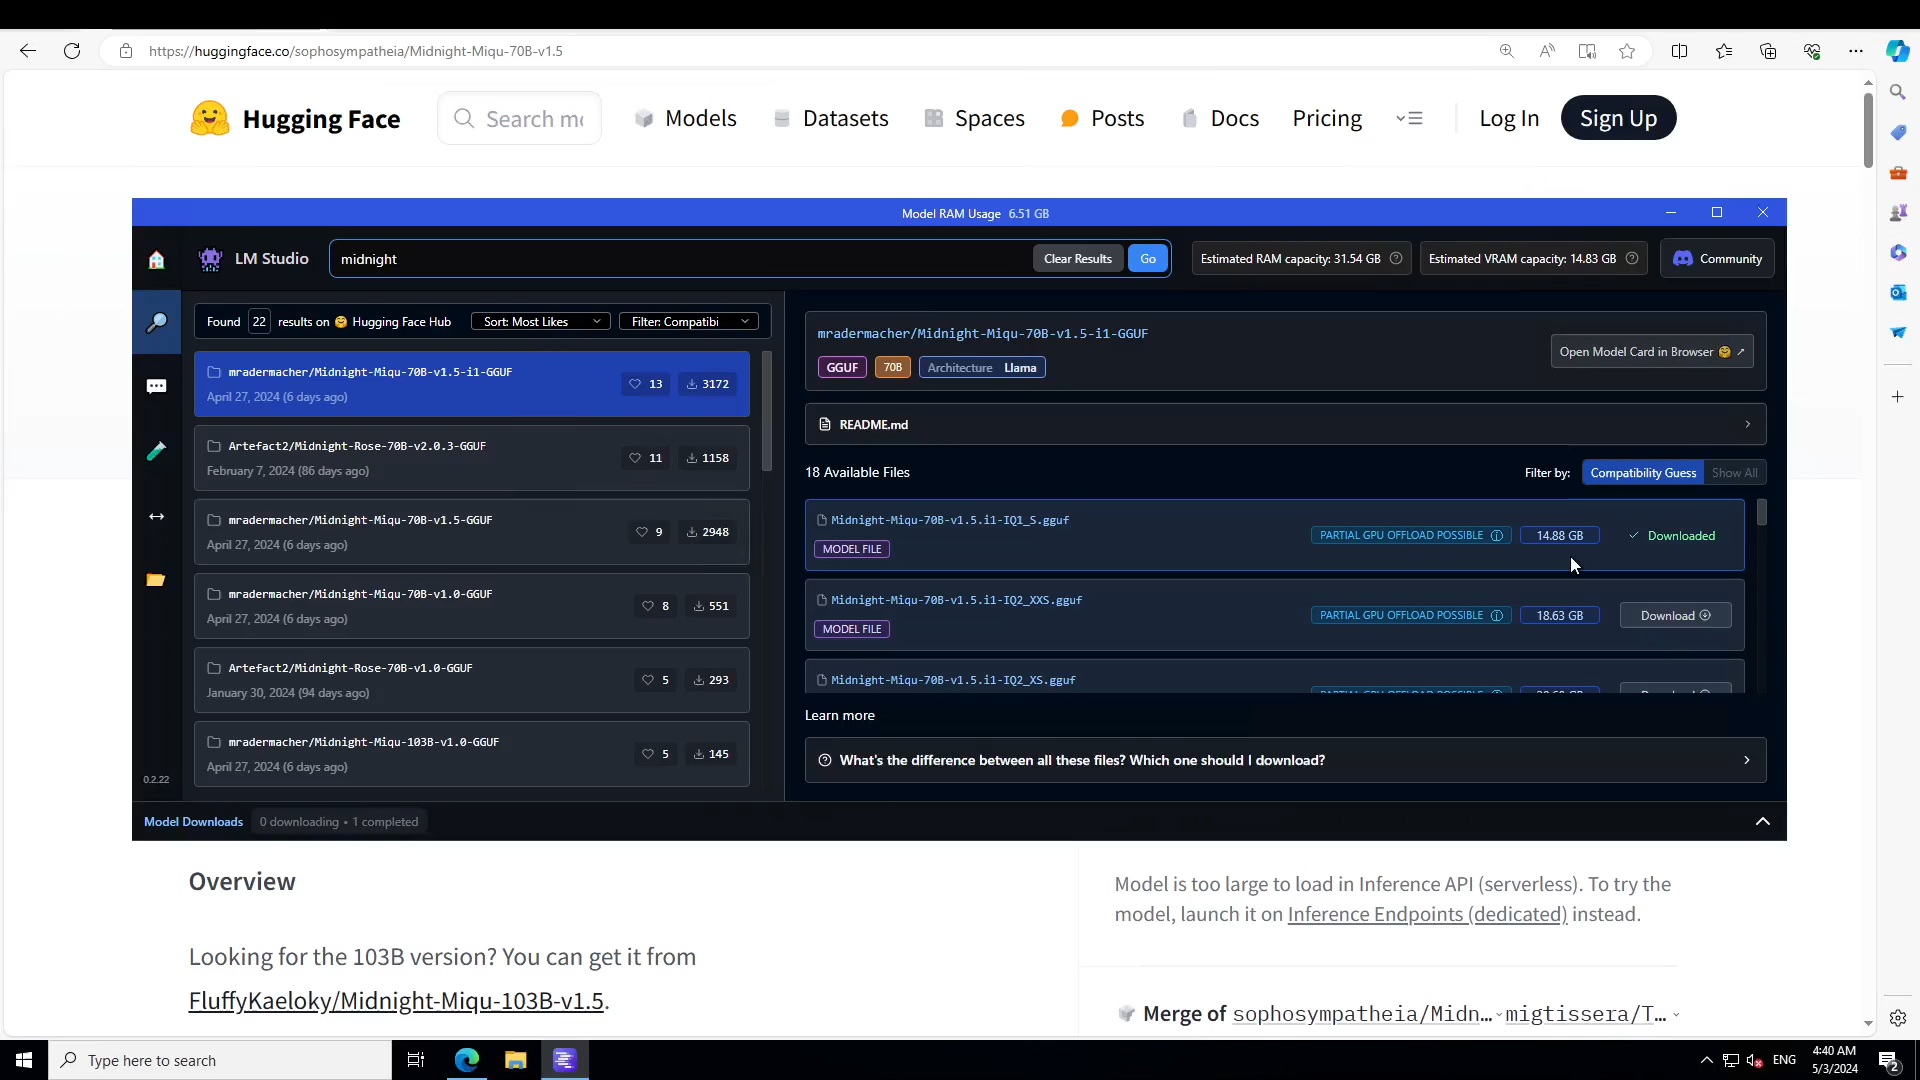 https://huggingface.co/sophosympatheia/Midnight-Miqu-70B-v1.5
Hugging Face
Search mo
Models
Datasets
Spaces
Posts
Docs
Pricing
Log In
Sign Up
Model RAM Usage 6.51 GB
LM Studio
midnight
Clear Results
Go
Estimated RAM capacity: 31.54 GB
Estimated VRAM capacity: 14.83 GB
Community
Found 22 results on 🤗 Hugging Face Hub
Sort: Most Likes
Filter: Compatibi
mradermacher/Midnight-Miqu-70B-v1.5-i1-GGUF
April 27, 2024 (6 days ago)
13
3172
Artefact2/Midnight-Rose-70B-v2.0.3-GGUF
February 7, 2024 (86 days ago)
11
1158
mradermacher/Midnight-Miqu-70B-v1.5-GGUF
April 27, 2024 (6 days ago)
9
2948
mradermacher/Midnight-Miqu-70B-v1.0-GGUF
April 27, 2024 (6 days ago)
8
551
Artefact2/Midnight-Rose-70B-v1.0-GGUF
January 30, 2024 (94 days ago)
5
293
mradermacher/Midnight-Miqu-103B-v1.0-GGUF
April 27, 2024 (6 days ago)
5
145
0.2.22
mradermacher/Midnight-Miqu-70B-v1.5-i1-GGUF
GGUF
70B
Architecture Llama
Open Model Card in Browser 🤗 ↗
README.md
18 Available Files
Filter by:
Compatibility Guess
Show All
Midnight-Miqu-70B-v1.5.i1-IQ1_S.gguf
MODEL FILE
PARTIAL GPU OFFLOAD POSSIBLE
14.88 GB
Downloaded
Midnight-Miqu-70B-v1.5.i1-IQ2_XXS.gguf
MODEL FILE
PARTIAL GPU OFFLOAD POSSIBLE
18.63 GB
Download
Midnight-Miqu-70B-v1.5.i1-IQ2_XS.gguf
Learn more
What's the difference between all these files? Which one should I download?
Model Downloads
0 downloading • 1 completed
Overview
Looking for the 103B version? You can get it from
FluffyKaeloky/Midnight-Miqu-103B-v1.5.
Model is too large to load in Inference API (serverless). To try the
model, launch it on Inference Endpoints (dedicated) instead.
Merge of sophosympatheia/Midn... migtissera/T...
Type here to search
ENG
4:40 AM
5/3/2024
2